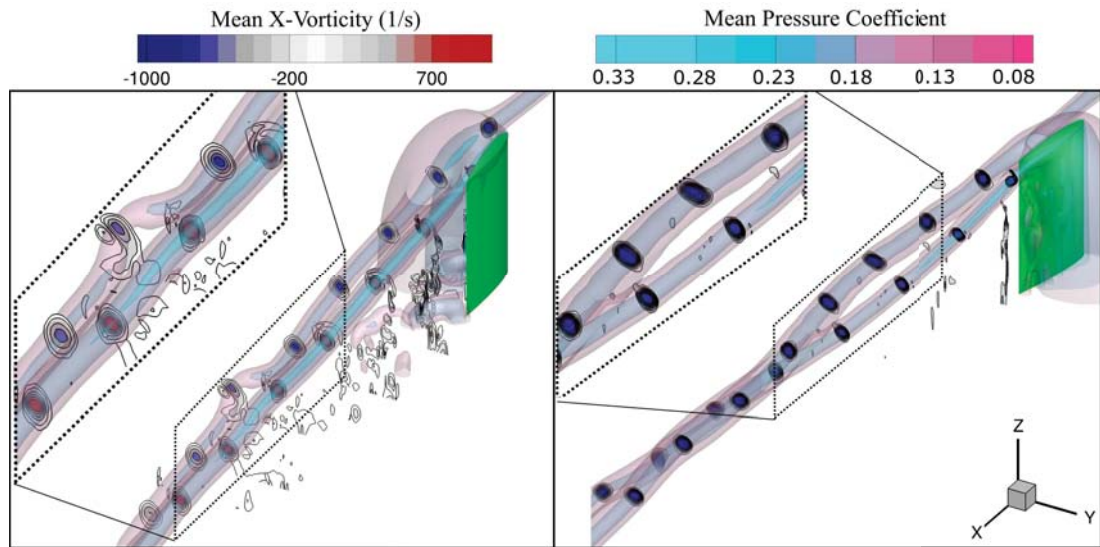 Mean X-Vorticity (1/s)
-1000 -200 700
Mean Pressure Coefficient
0.33 0.28 0.23 0.18 0.13 0.08
Z
Y
X